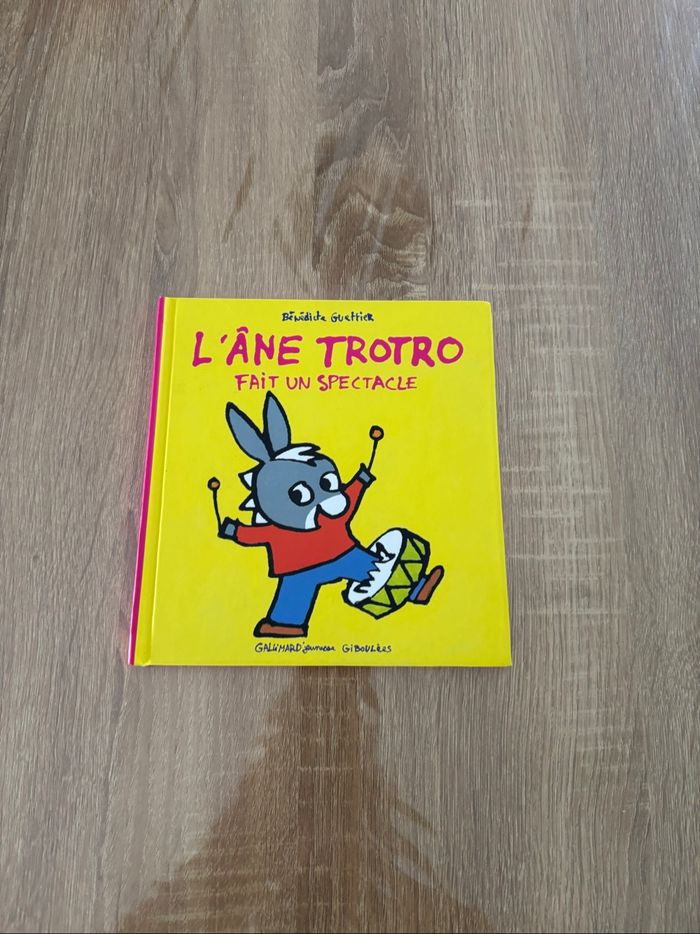 Bénédicte Guettier
L'ÂNE TROTRO
FAIT UN SPECTACLE
GALLIMARD jeunesse GIBOULÉES